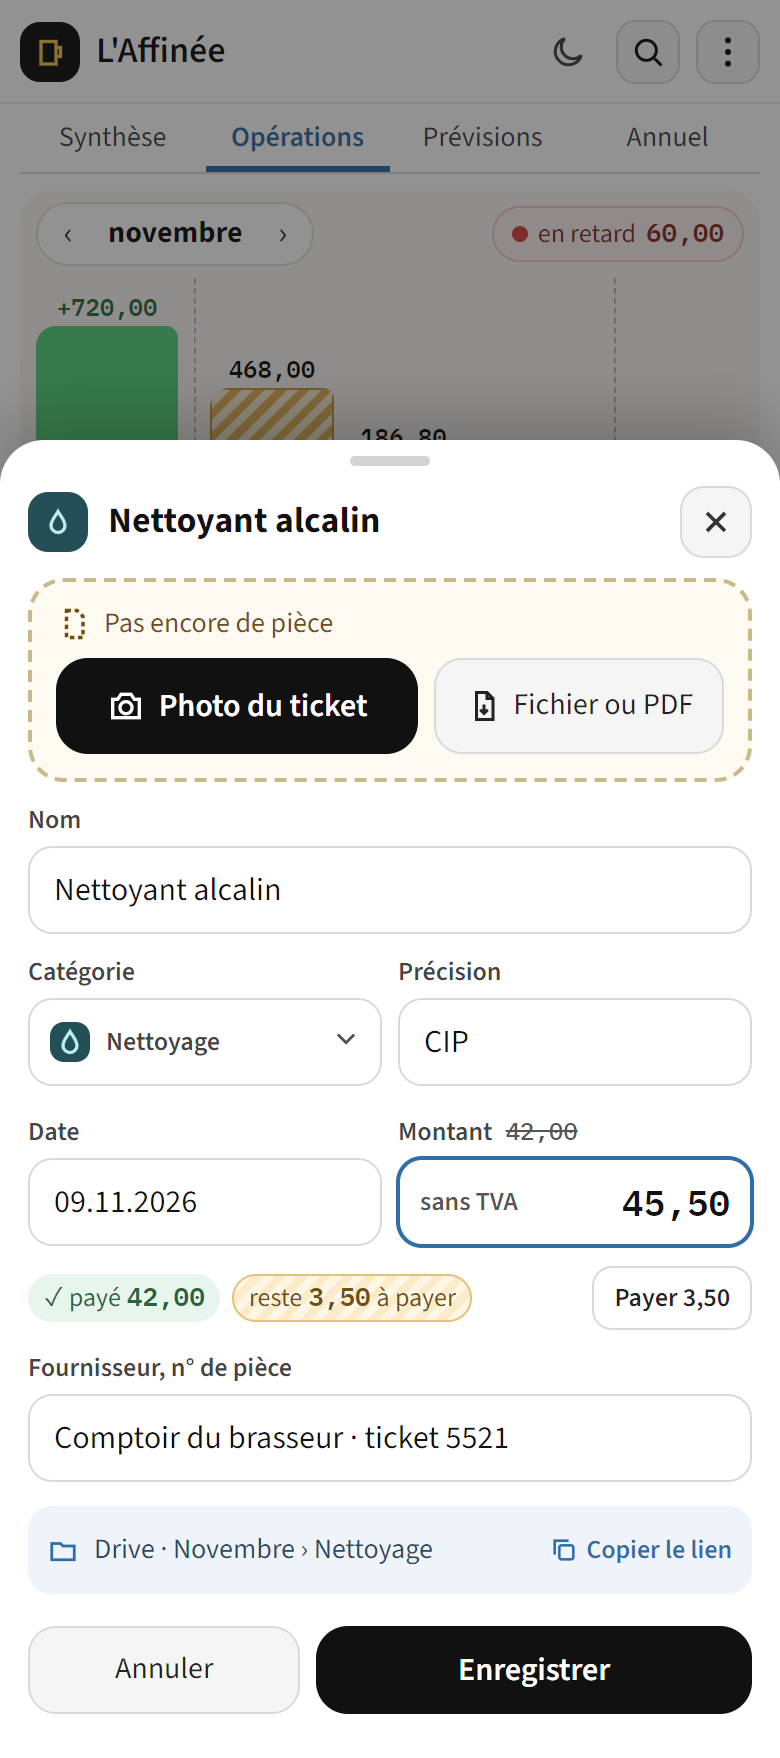 L'Affinée
Synthèse Opérations Prévisions Annuel
‹ novembre › en retard 60,00
+720,00
468,00
186,80
Nettoyant alcalin
Pas encore de pièce
Photo du ticket Fichier ou PDF
Nom
Nettoyant alcalin
Catégorie Précision
Nettoyage CIP
Date Montant 42,00
09.11.2026 sans TVA 45,50
✓ payé 42,00 reste 3,50 à payer Payer 3,50
Fournisseur, n° de pièce
Comptoir du brasseur · ticket 5521
Drive · Novembre › Nettoyage Copier le lien
Annuler Enregistrer